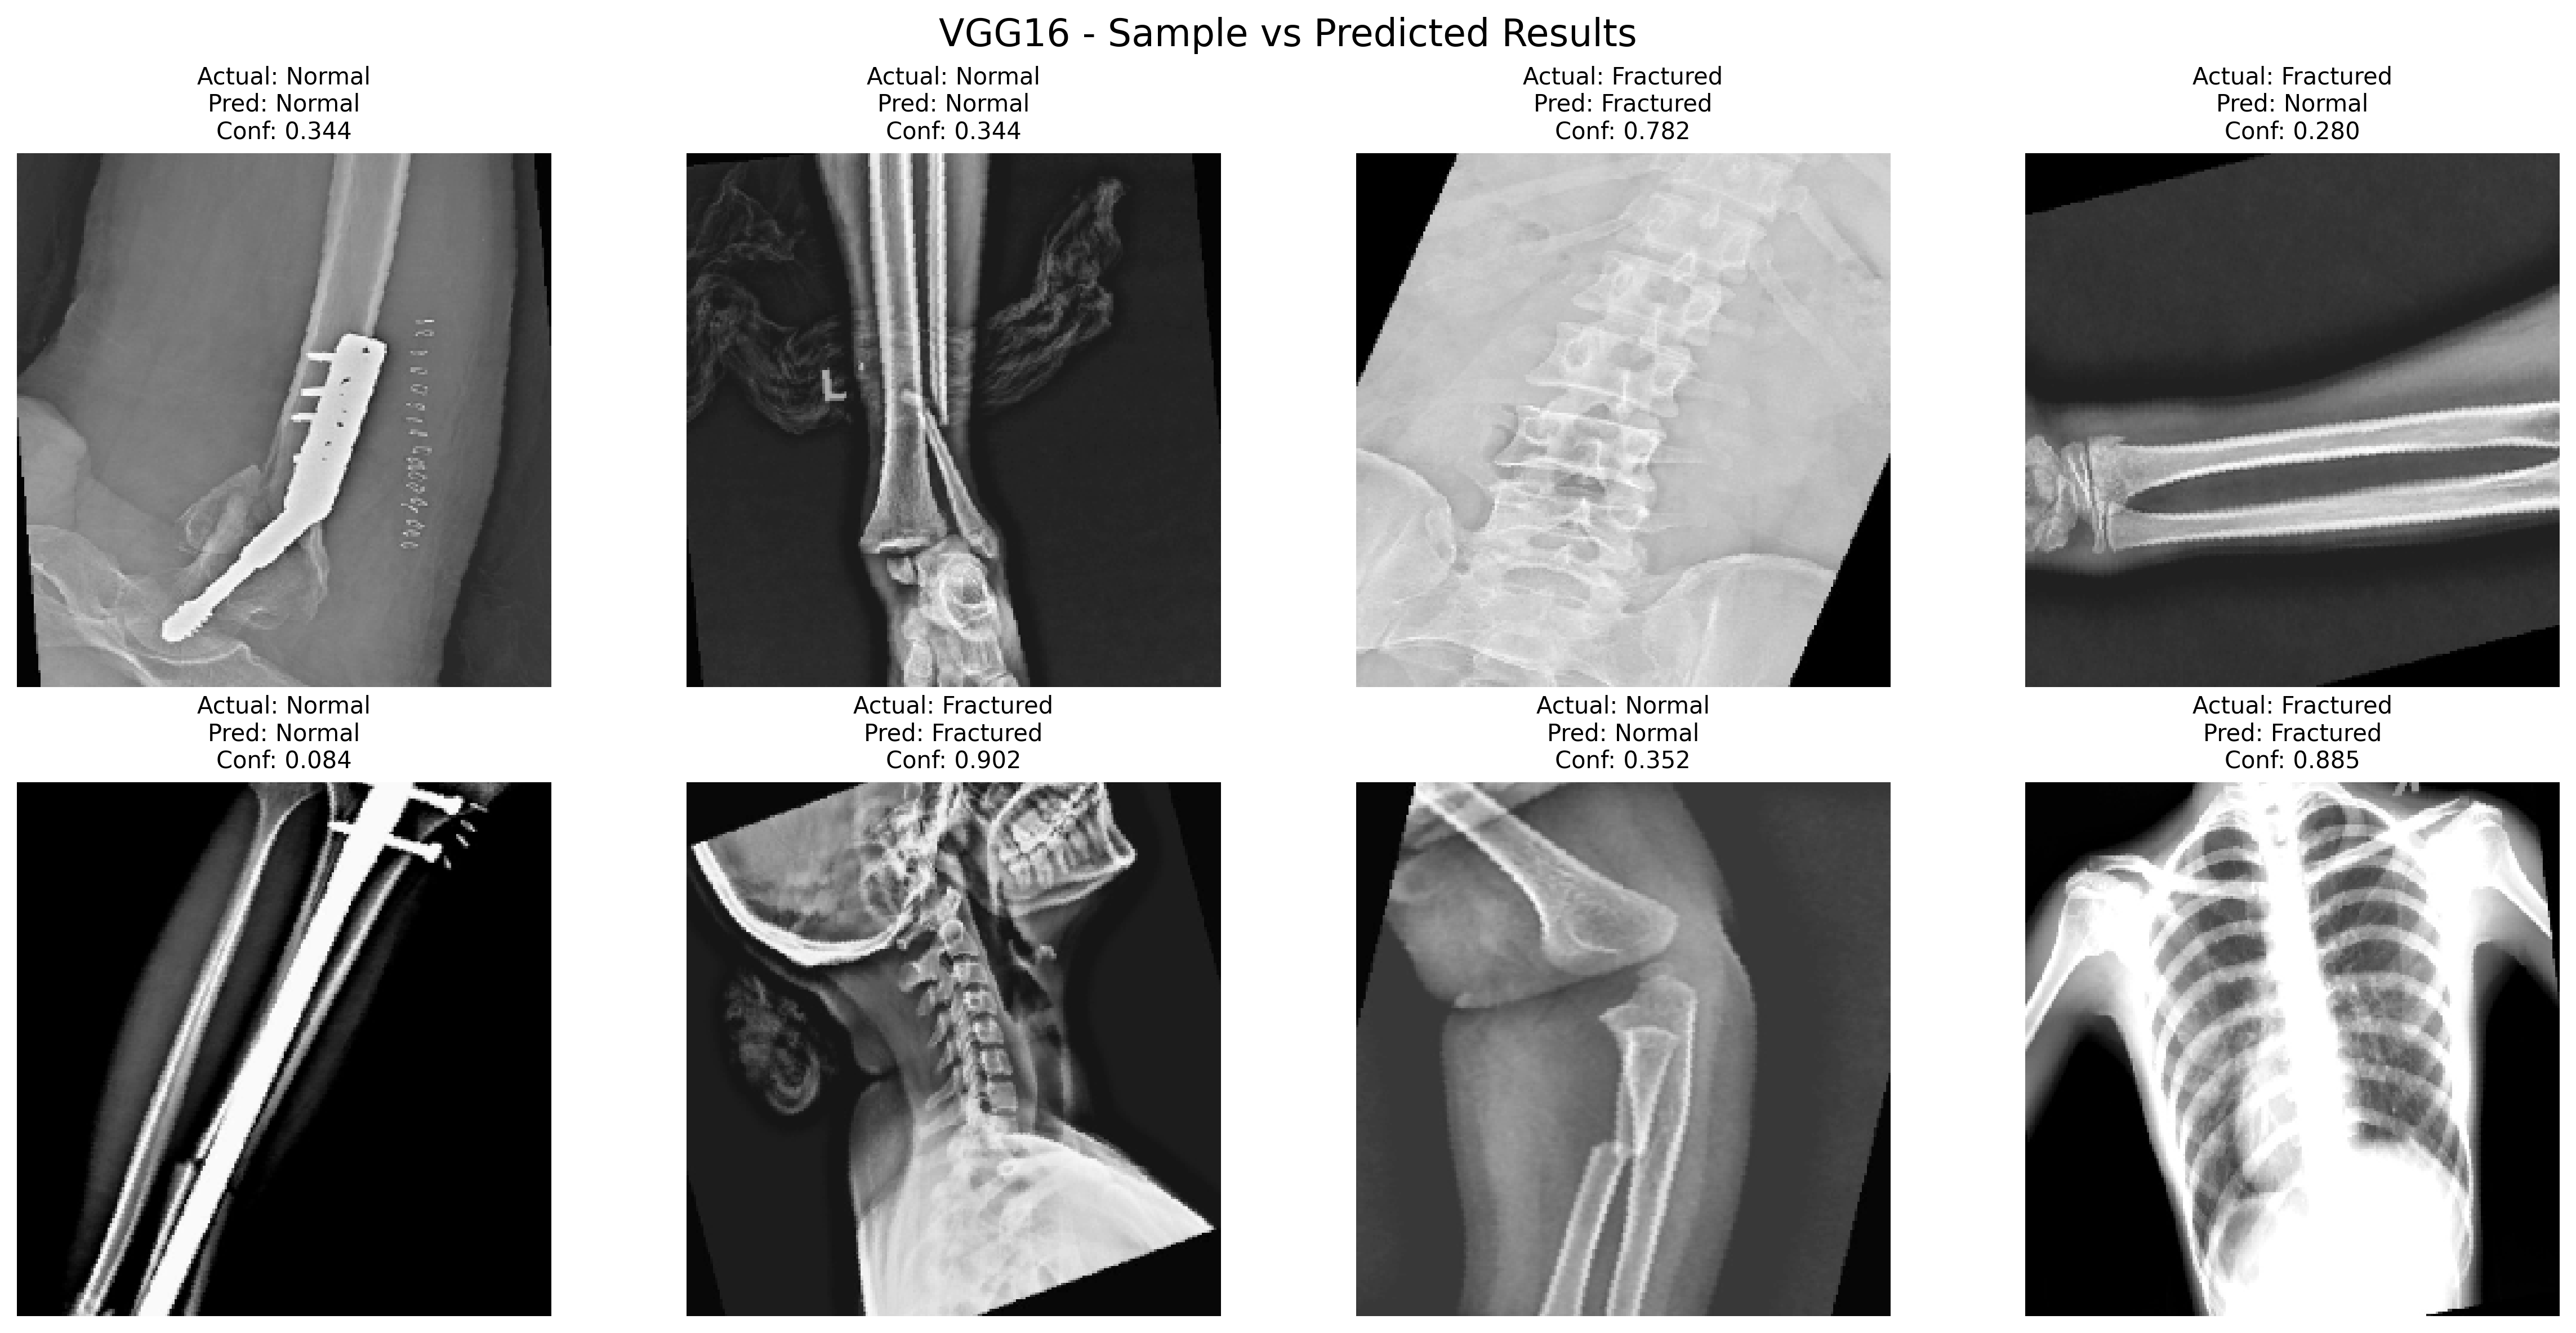 VGG16 - Sample vs Predicted Results
Actual: Normal
Pred: Normal
Conf: 0.344
Actual: Normal
Pred: Normal
Conf: 0.344
Actual: Fractured
Pred: Fractured
Conf: 0.782
Actual: Fractured
Pred: Normal
Conf: 0.280
L
Actual: Normal
Pred: Normal
Conf: 0.084
Actual: Fractured
Pred: Fractured
Conf: 0.902
Actual: Normal
Pred: Normal
Conf: 0.352
Actual: Fractured
Pred: Fractured
Conf: 0.885